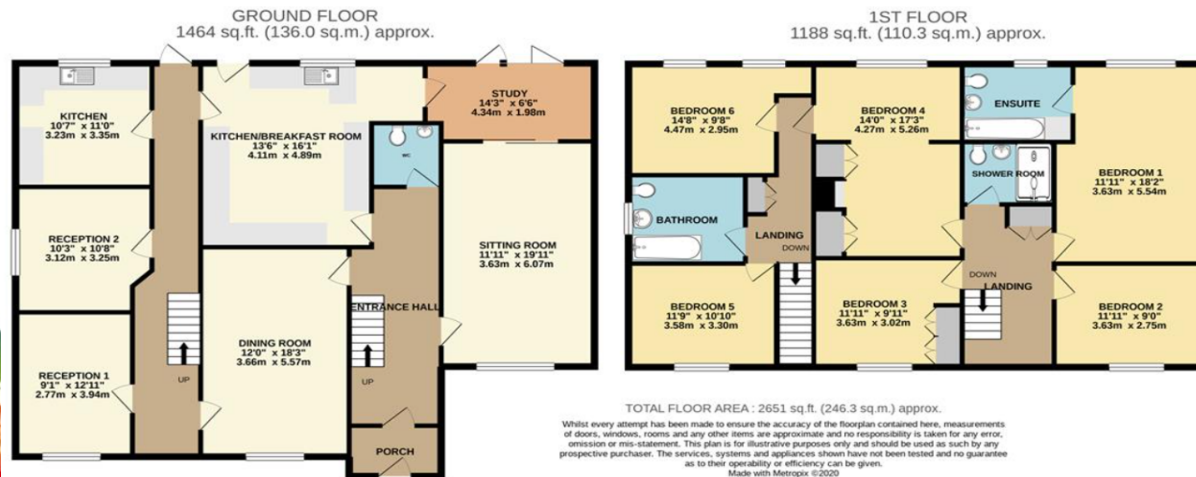 GROUND FLOOR
1464 sq.ft. (136.0 sq.m.) approx.
KITCHEN
10'7" x 11'0"
3.23m x 3.35m
KITCHEN/BREAKFAST ROOM
13'6" x 16'1"
4.11m x 4.89m
STUDY
14'3" x 6'6"
4.34m x 1.98m
WC
RECEPTION 2
10'3" x 10'8"
3.12m x 3.25m
SITTING ROOM
11'11" x 19'11"
3.63m x 6.07m
ENTRANCE HALL
DINING ROOM
12'0" x 18'3"
3.66m x 5.57m
RECEPTION 1
9'1" x 12'11"
2.77m x 3.94m
UP
UP
PORCH
1ST FLOOR
1188 sq.ft. (110.3 sq.m.) approx.
BEDROOM 6
14'8" x 9'8"
4.47m x 2.95m
BEDROOM 4
14'0" x 17'3"
4.27m x 5.26m
ENSUITE
SHOWER ROOM
BEDROOM 1
11'11" x 18'2"
3.63m x 5.54m
BATHROOM
LANDING
DOWN
DOWN
LANDING
BEDROOM 5
11'9" x 10'10"
3.58m x 3.30m
BEDROOM 3
11'11" x 9'11"
3.63m x 3.02m
BEDROOM 2
11'11" x 9'0"
3.63m x 2.75m
TOTAL FLOOR AREA : 2651 sq.ft. (246.3 sq.m.) approx.
Whilst every attempt has been made to ensure the accuracy of the floorplan contained here, measurements
of doors, windows, rooms and any other items are approximate and no responsibility is taken for any error,
omission or mis-statement. This plan is for illustrative purposes only and should be used as such by any
prospective purchaser. The services, systems and appliances shown have not been tested and no guarantee
as to their operability or efficiency can be given.
Made with Metropix ©2020